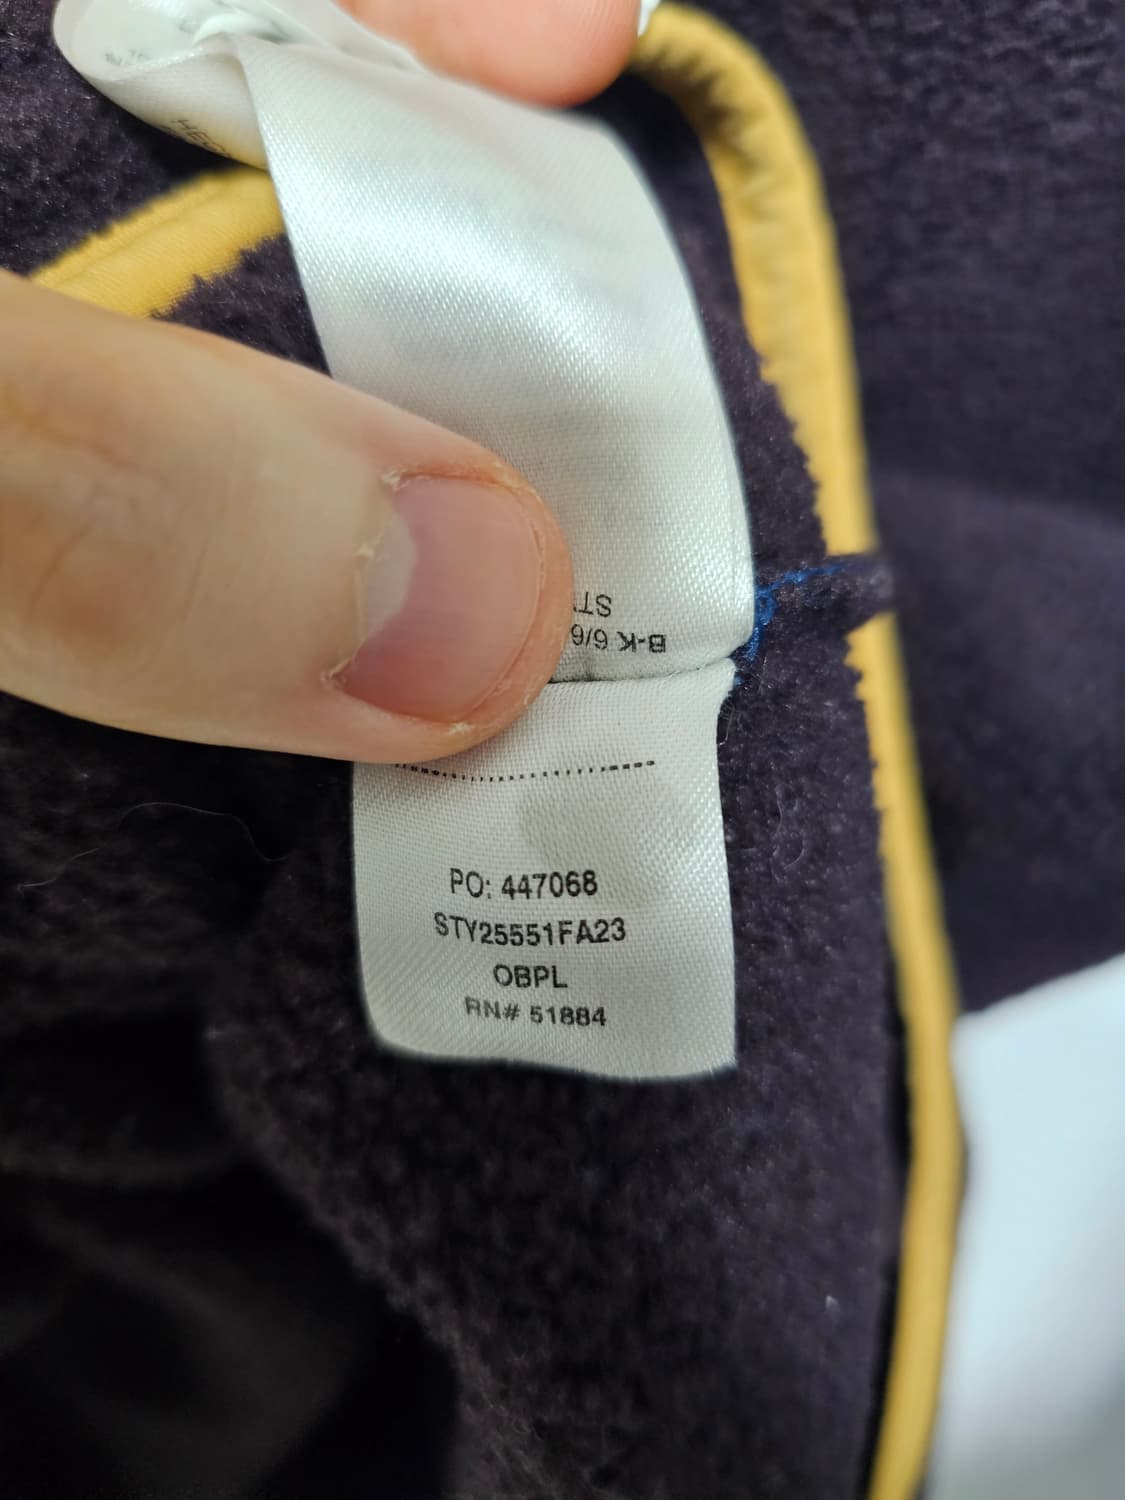 B-K 6/6
PO: 447068
STY25551FA23
OBPL
RN# 51884